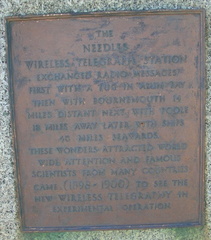 THE
NEEDLES
WIRELESS TELEGRAPH STATION
EXCHANGED RADIO MESSAGES
FIRST WITH A TUG IN ALUM BAY
THEN WITH BOURNEMOUTH 14
MILES DISTANT NEXT WITH POOLE
18 MILES AWAY LATER WITH SHIPS
40 MILES SEAWARDS.
THESE WONDERS ATTRACTED WORLD
WIDE ATTENTION AND FAMOUS
SCIENTISTS FROM MANY COUNTRIES
CAME (1898-1900) TO SEE THE
NEW WIRELESS TELEGRAPHY IN
EXPERIMENTAL OPERATION